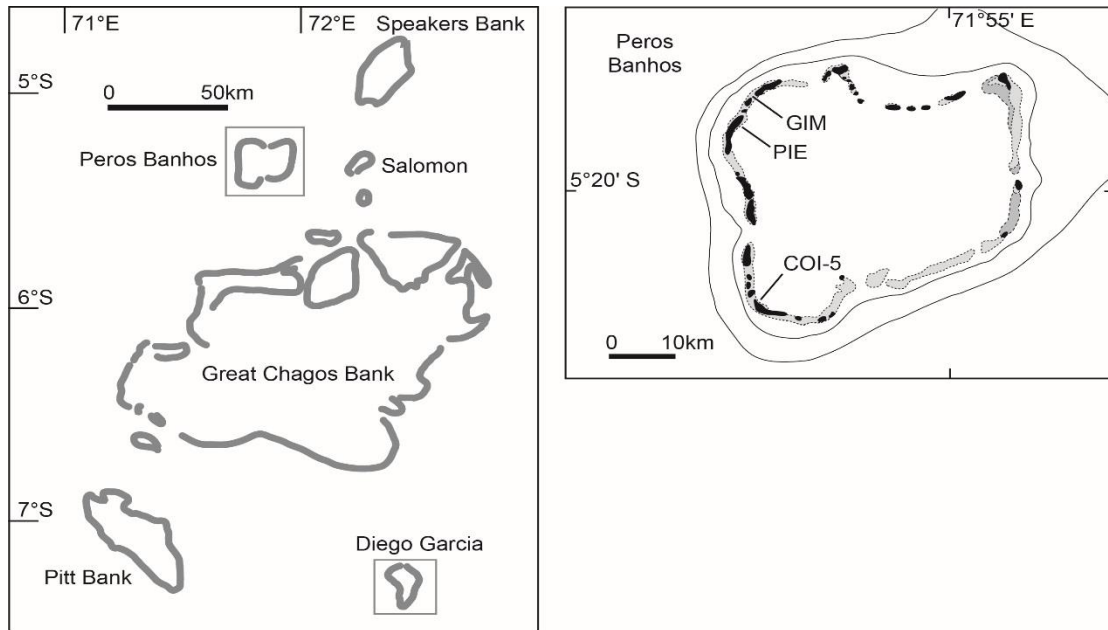 71°E
72°E
Speakers Bank
5°S
0 50km
Peros Banhos
Salomon
6°S
Great Chagos Bank
7°S
Pitt Bank
Diego Garcia
71°55' E
Peros
Banhos
GIM
PIE
5°20' S
COI-5
0 10km